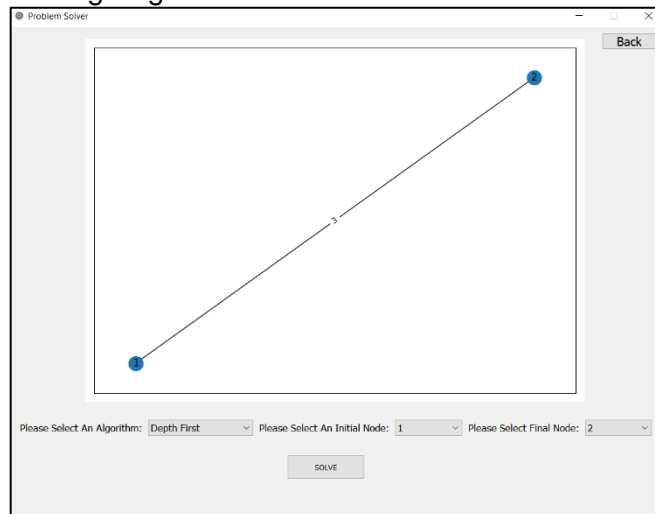 Problem Solver
Back
2
3
1
Please Select An Algorithm: Depth First Please Select An Initial Node: 1 Please Select Final Node: 2
SOLVE